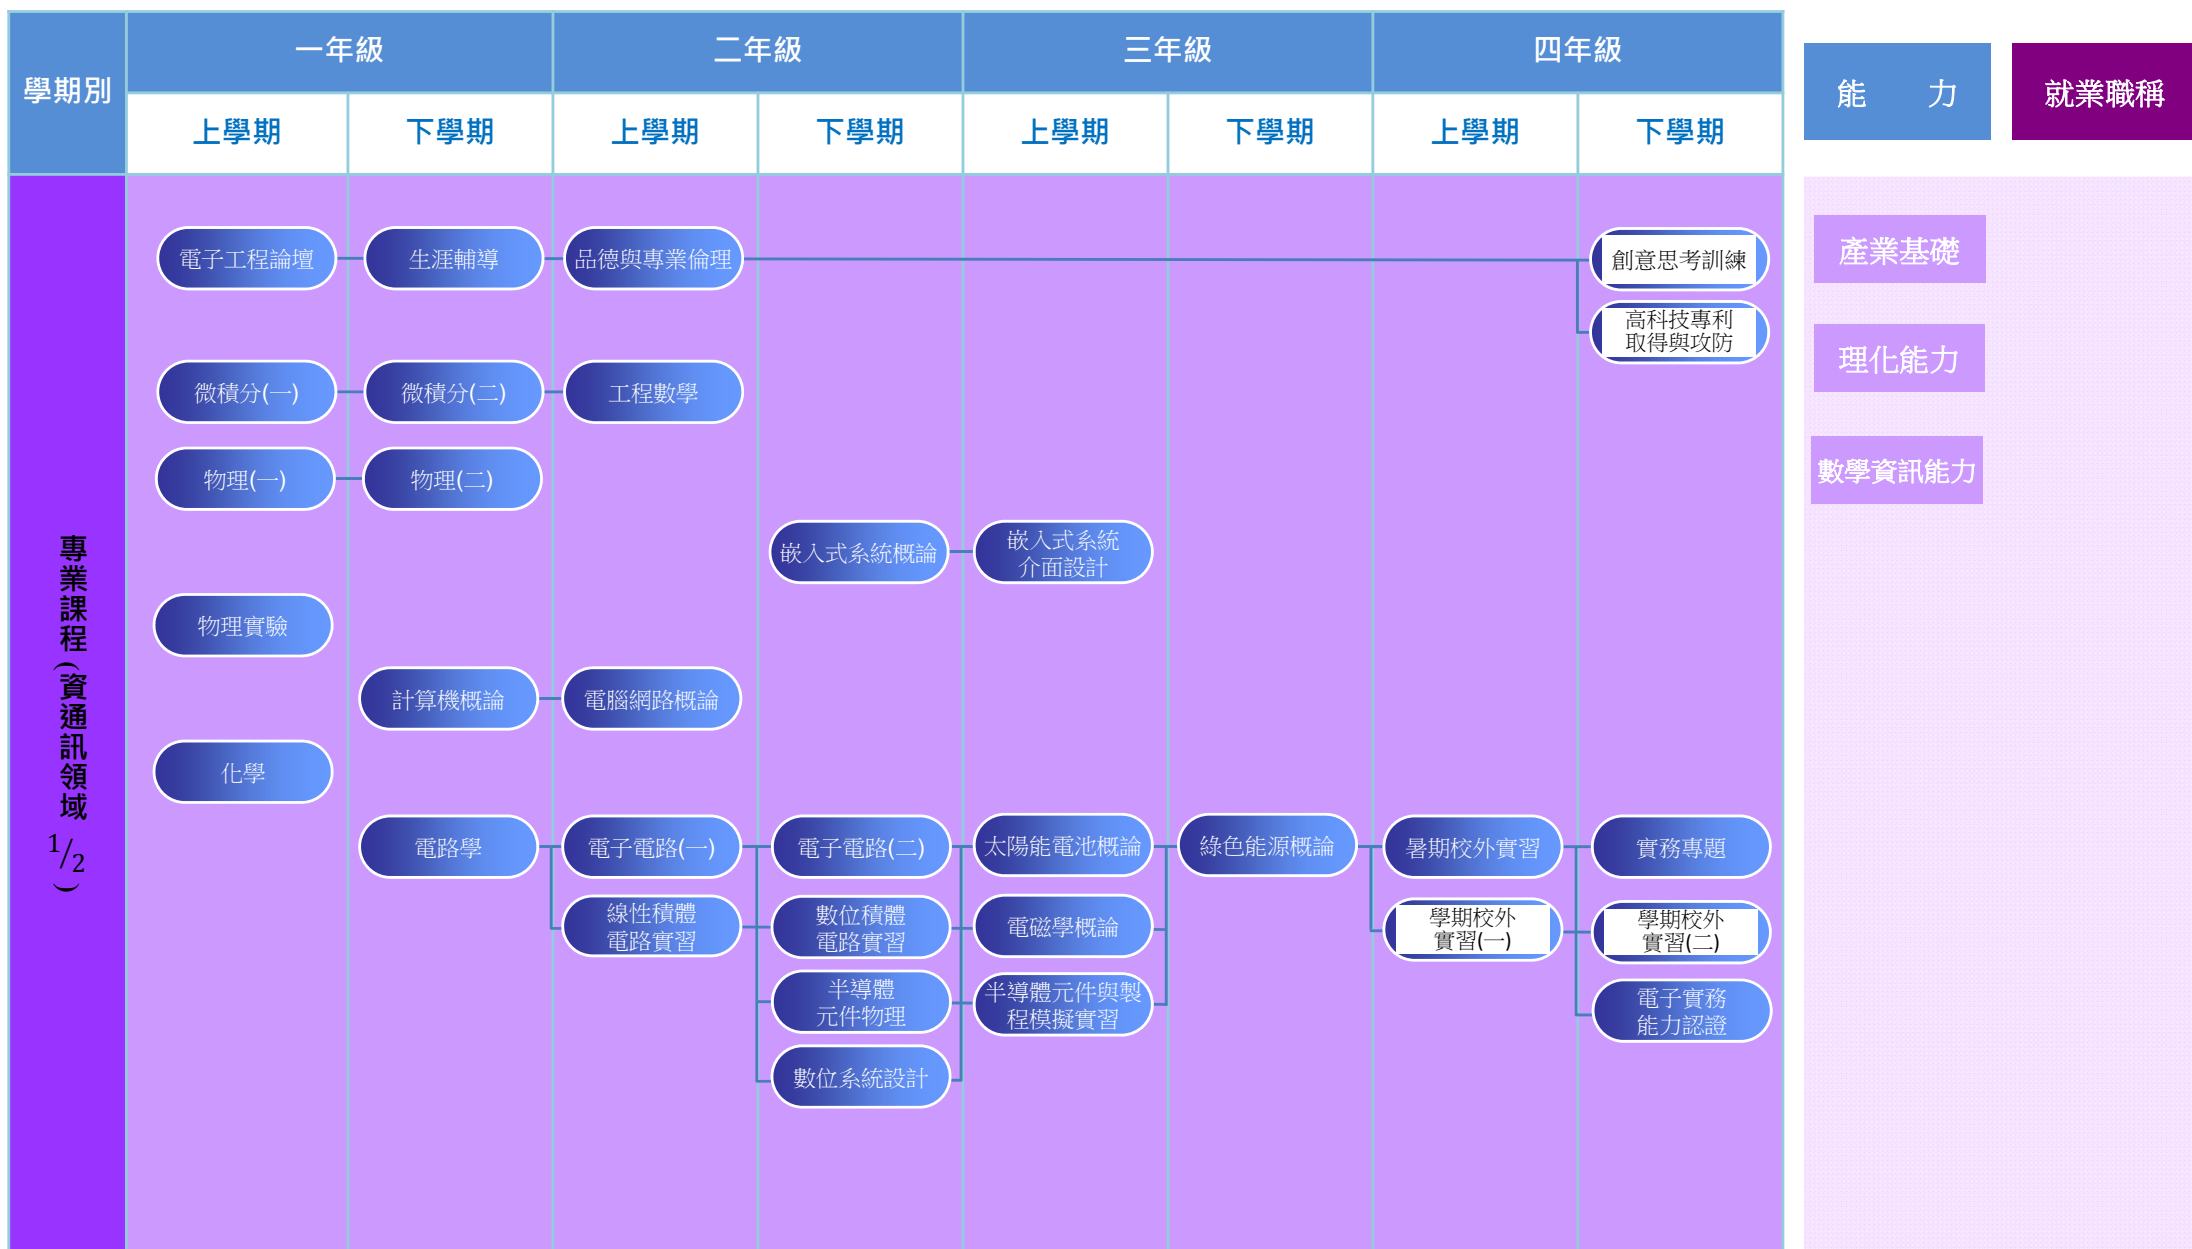 學期別
一年級
二年級
三年級
四年級
上學期
下學期
上學期
下學期
上學期
下學期
上學期
下學期
能 力
就業職稱
專業課程(資通訊領域 1/2)
電子工程論壇
生涯輔導
品德與專業倫理
創意思考訓練
高科技專利
取得與攻防
微積分(一)
微積分(二)
工程數學
物理(一)
物理(二)
嵌入式系統概論
嵌入式系統
介面設計
物理實驗
計算機概論
電腦網路概論
化學
電路學
電子電路(一)
電子電路(二)
太陽能電池概論
綠色能源概論
暑期校外實習
實務專題
線性積體
電路實習
數位積體
電路實習
電磁學概論
學期校外
實習(一)
學期校外
實習(二)
半導體
元件物理
半導體元件與製
程模擬實習
電子實務
能力認證
數位系統設計
產業基礎
理化能力
數學資訊能力